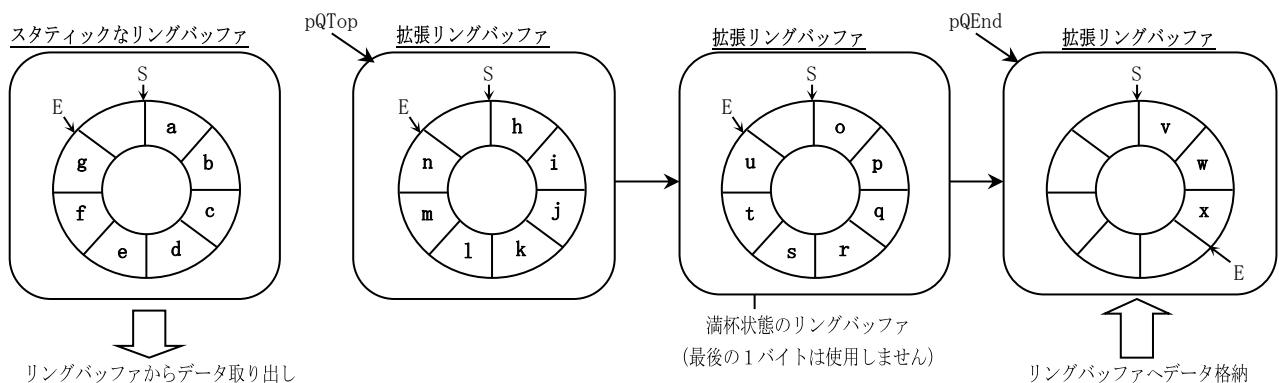 スタティックなリングバッファ
S
E
a
b
c
d
e
f
g
リングバッファからデータ取り出し
pQTop
拡張リングバッファ
S
E
h
i
j
k
l
m
n
拡張リングバッファ
S
E
o
p
q
r
s
t
u
満杯状態のリングバッファ
(最後の１バイトは使用しません)
pQEnd
拡張リングバッファ
S
v
w
x
E
リングバッファへデータ格納